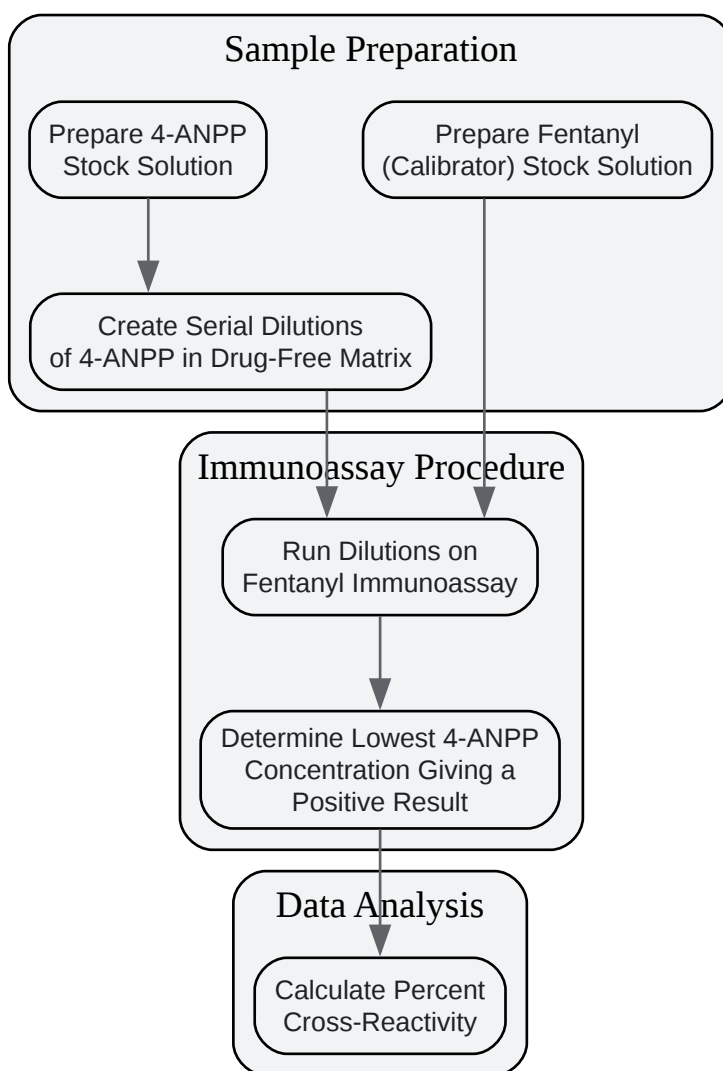 Sample Preparation
Prepare 4-ANPP
Stock Solution
Prepare Fentanyl
(Calibrator) Stock Solution
Create Serial Dilutions
of 4-ANPP in Drug-Free Matrix
Immunoassay Procedure
Run Dilutions on
Fentanyl Immunoassay
Determine Lowest 4-ANPP
Concentration Giving a
Positive Result
Data Analysis
Calculate Percent
Cross-Reactivity